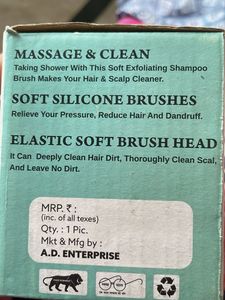 MASSAGE & CLEAN
Taking Shower With This Soft Exfoliating Shampoo
Brush Makes Your Hair & Scalp Cleaner.
SOFT SILICONE BRUSHES
Relieve Your Pressure, Reduce Hair And Dandruff.
ELASTIC SOFT BRUSH HEAD
It Can Deeply Clean Hair Dirt, Thoroughly Clean Scal,
And Leave No Dirt.
MRP. ₹ :
(inc. of all texes)
Qty. : 1 Pic.
Mkt & Mfg by :
A.D. ENTERPRISE